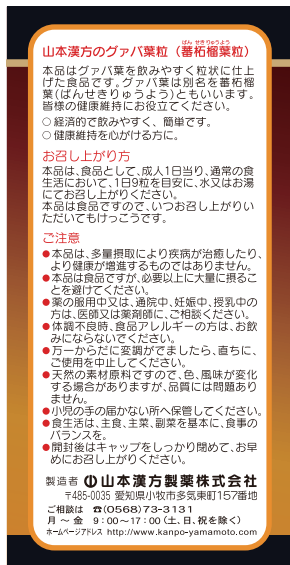 ばん せきりゅうよう
山本漢方のグァバ葉粒（蕃柘榴葉粒）
本品はグァバ葉を飲みやすく粒状に仕上
げた食品です。グァバ葉は別名を蕃柘榴
葉（ばんせきりゅうよう）ともいいます。
皆様の健康維持にお役立てください。
○ 経済的で飲みやすく、簡単です。
○ 健康維持を心がける方に。
お召し上がり方
本品は、食品として、成人1日当り、通常の食
生活において、1日9粒を目安に、水又はお湯
にてお召し上がりください。
本品は食品ですので、いつお召し上がりい
ただいてもけっこうです。
ご注意
●本品は、多量摂取により疾病が治癒したり、
より健康が増進するものではありません。
●本品は食品ですが、必要以上に大量に摂るこ
とを避けてください。
●薬の服用中又は、通院中、妊娠中、授乳中の
方は、医師又は薬剤師に、ご相談ください。
●体調不良時、食品アレルギーの方は、お飲
みにならないでください。
●万一からだに変調がでましたら、直ちに、
ご使用を中止してください。
●天然の素材原料ですので、色、風味が変化
する場合がありますが、品質には問題あり
ません。
●小児の手の届かない所へ保管してください。
●食生活は、主食、主菜、副菜を基本に、食事の
バランスを。
●開封後はキャップをしっかり閉めて、お早
めにお召し上がりください。
製造者 山本漢方製薬株式会社
〒485-0035 愛知県小牧市多気東町157番地
ご相談は ☎(0568)73-3131
月 〜 金 9：00〜17：00（土、日、祝を除く）
ホームページアドレス http://www.kanpo-yamamoto.com/